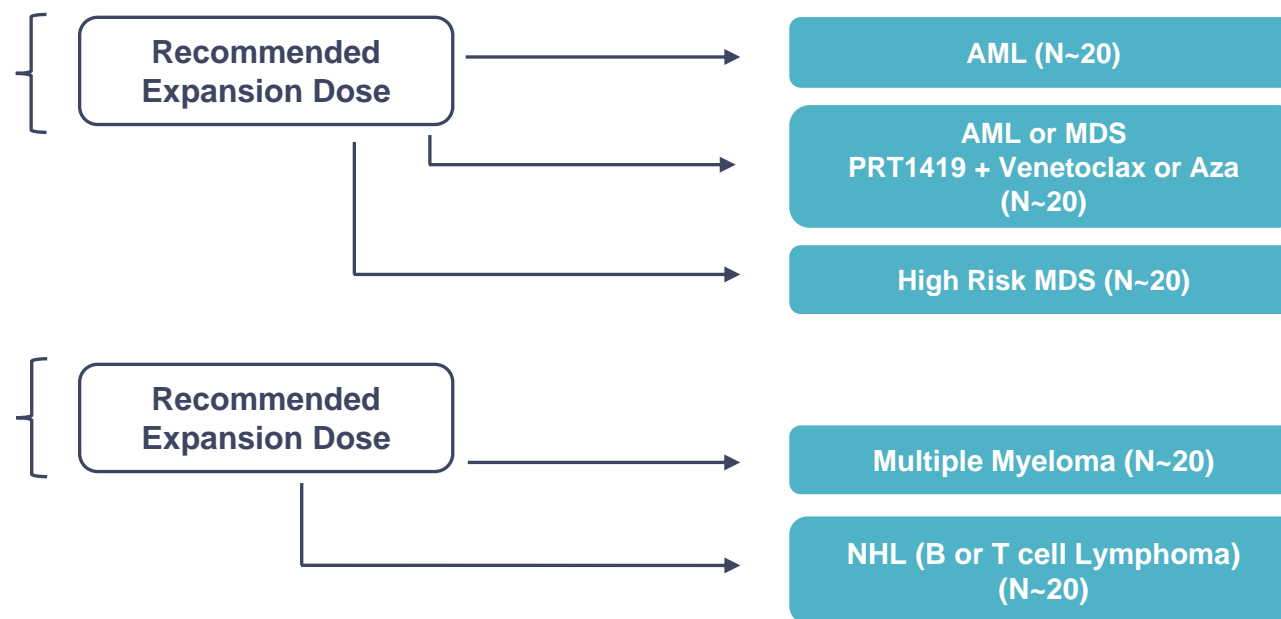 Recommended
Expansion Dose
AML (N~20)
AML or MDS
PRT1419 + Venetoclax or Aza
(N~20)
High Risk MDS (N~20)
Recommended
Expansion Dose
Multiple Myeloma (N~20)
NHL (B or T cell Lymphoma)
(N~20)